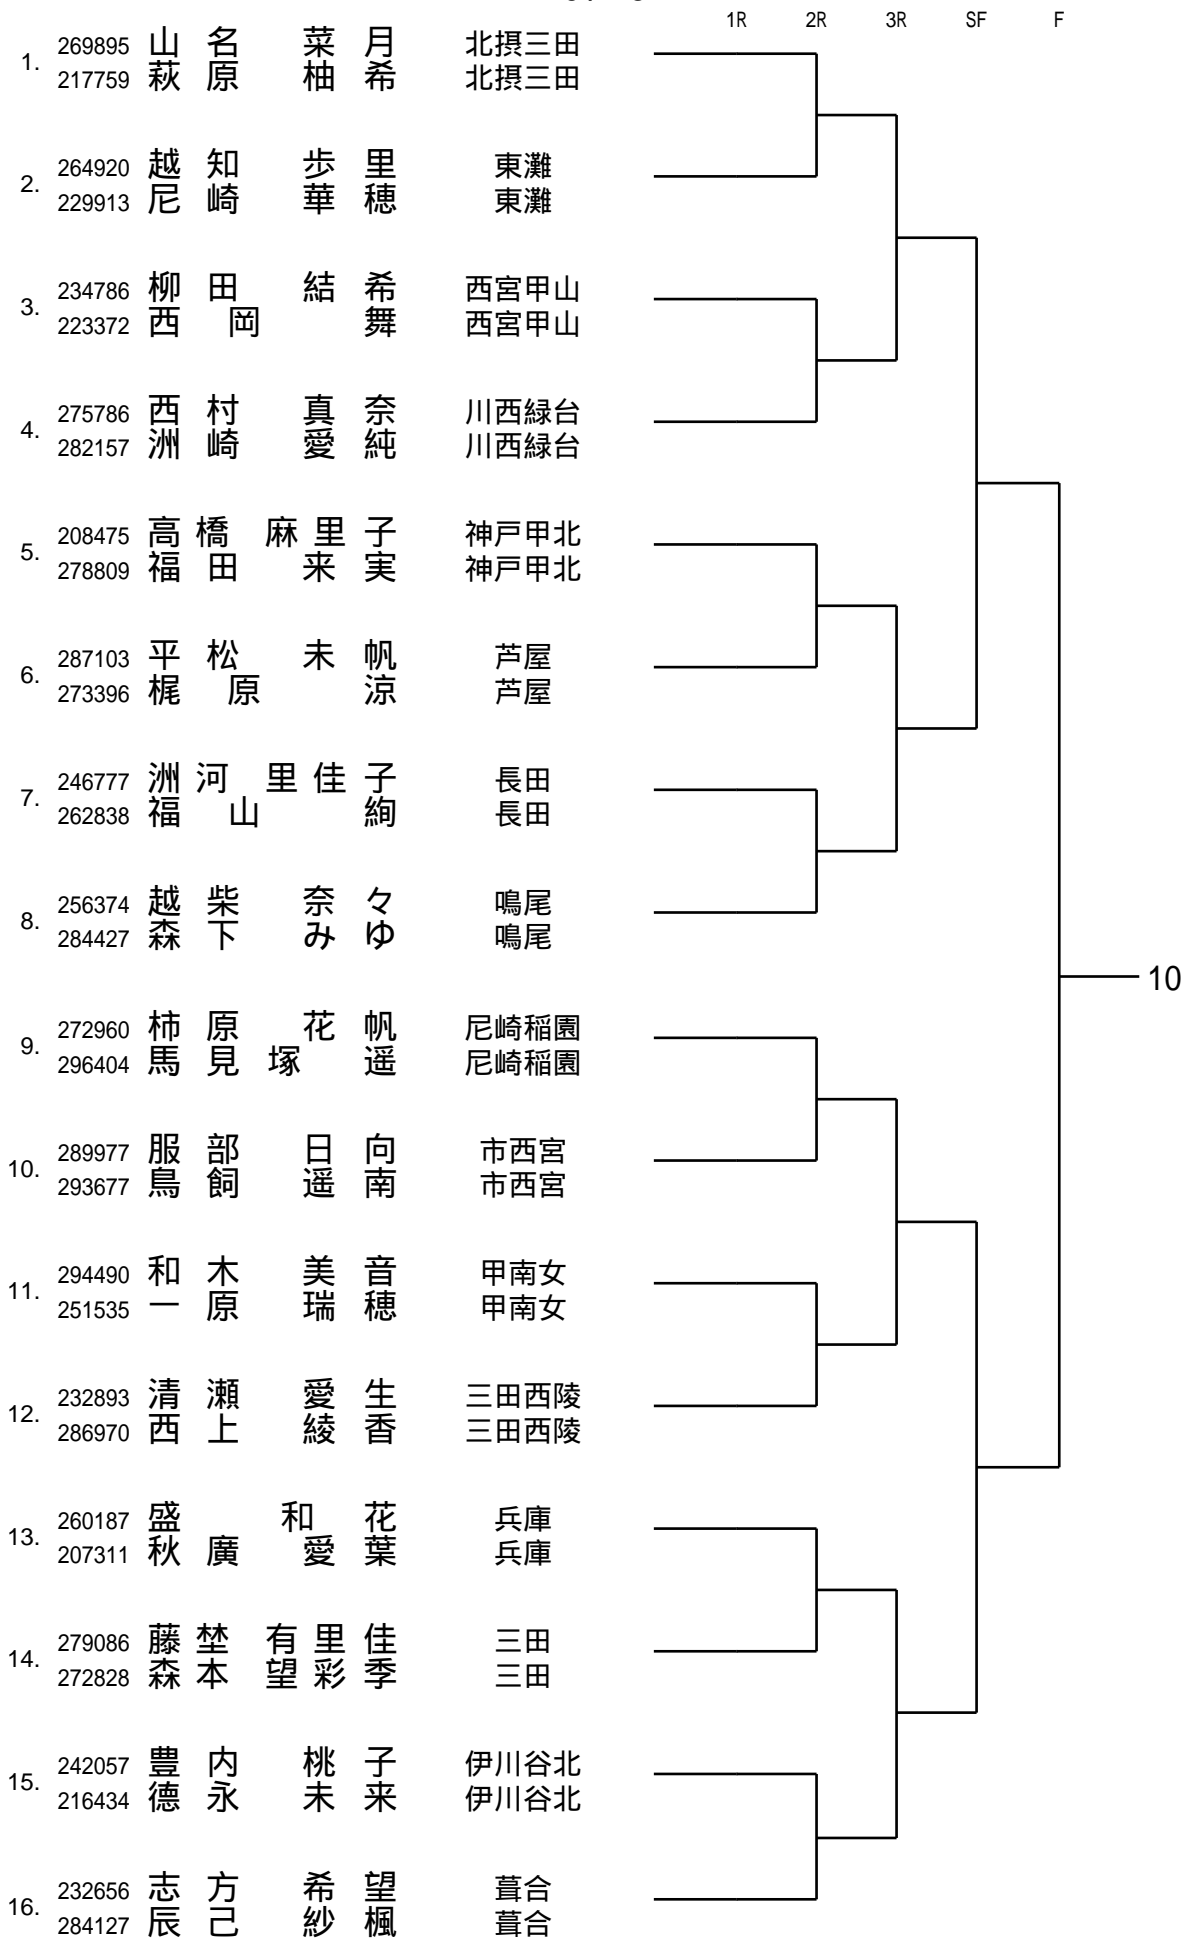 1R 2R 3R SF F
1. 269895 山名 菜月 北摂三田
217759 萩原 柚希 北摂三田
2. 264920 越知 歩里 東灘
229913 尼崎 華穂 東灘
3. 234786 柳田 結希 西宮甲山
223372 西岡 舞 西宮甲山
4. 275786 西村 真奈 川西緑台
282157 洲崎 愛純 川西緑台
5. 208475 高橋 麻里子 神戸甲北
278809 福田 来実 神戸甲北
6. 287103 平松 未帆 芦屋
273396 梶原 涼 芦屋
7. 246777 洲河 里佳子 長田
262838 福山 絢 長田
8. 256374 越柴 奈々 鳴尾
284427 森下 みゆ 鳴尾
10
9. 272960 柿原 花帆 尼崎稲園
296404 馬見塚 遥 尼崎稲園
10. 289977 服部 日向 市西宮
293677 鳥飼 遥南 市西宮
11. 294490 和木 美音 甲南女
251535 一原 瑞穂 甲南女
12. 232893 清瀬 愛生 三田西陵
286970 西上 綾香 三田西陵
13. 260187 盛 和花 兵庫
207311 秋廣 愛葉 兵庫
14. 279086 藤埜 有里佳 三田
272828 森本 望彩季 三田
15. 242057 豊内 桃子 伊川谷北
216434 德永 未来 伊川谷北
16. 232656 志方 希望 葺合
284127 辰己 紗楓 葺合